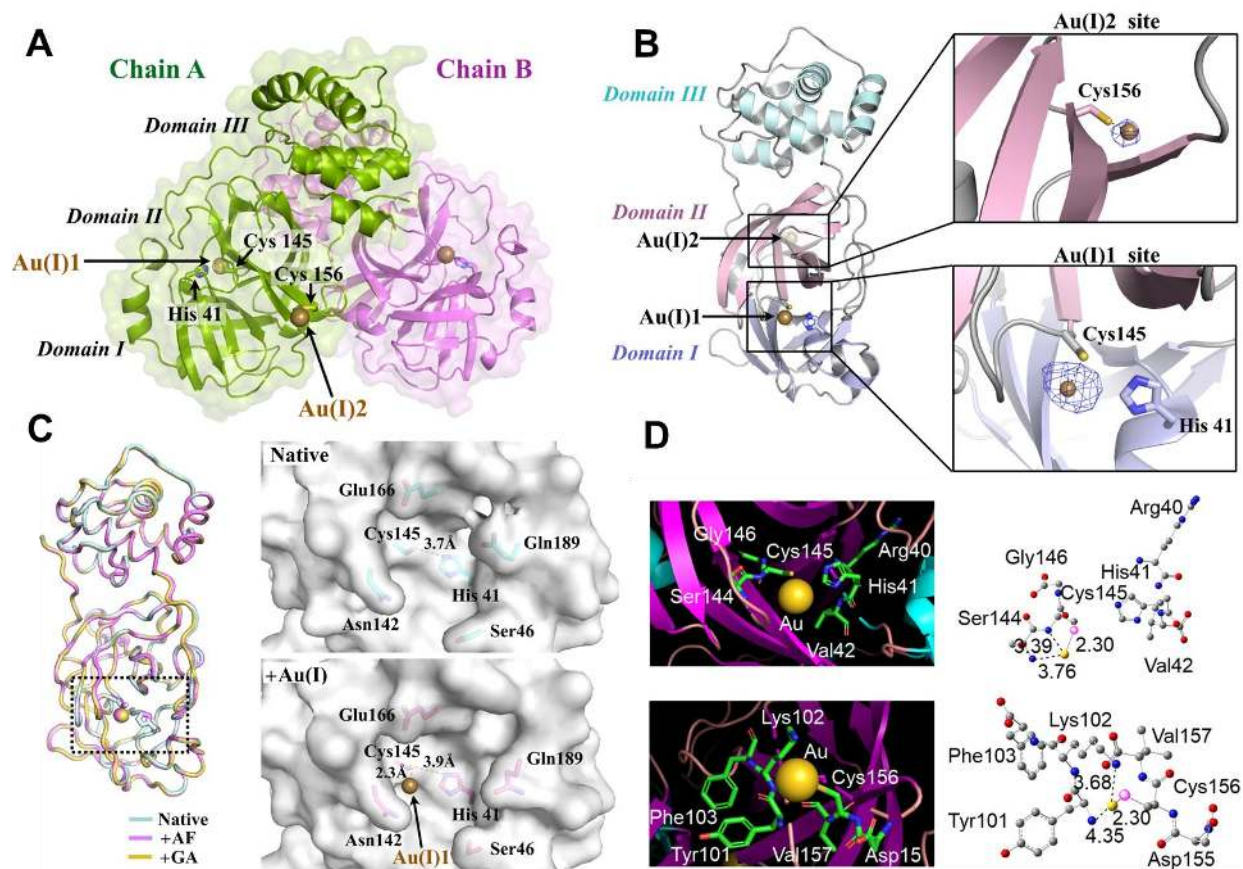 A
Chain A
Chain B
Domain III
Domain II
Au(I)1
Cys 145
Cys 156
His 41
Domain I
Au(I)2
B
Au(I)2 site
Domain III
Cys156
Domain II
Au(I)2
Au(I)1 site
Au(I)1
Cys145
Domain I
His 41
C
Native
Glu166
Cys145
3.7Å
Gln189
His 41
Asn142
Ser46
+Au(I)
Glu166
Cys145
3.9Å
Gln189
2.3Å
His 41
Asn142
Ser46
Au(I)1
Native
+AF
+GA
D
Gly146
Cys145
Arg40
His41
Ser144
Au
Val42
Arg40
Gly146
His41
Cys145
Ser144
2.30
3.76
Val42
Lys102
Au
Cys156
Phe103
Tyr101
Val157
Asp15
Lys102
Val157
Phe103
3.68
Cys156
2.30
Tyr101
4.35
Asp155